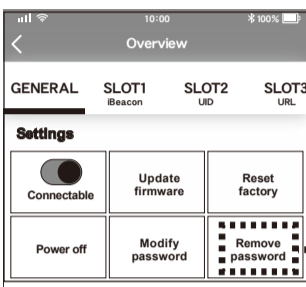 10:00 100%
Overview
GENERAL SLOT1 SLOT2 SLOT3
iBeacon UID URL
Settings
Connectable
Update
firmware
Reset
factory
Power off
Modify
password
Remove
password